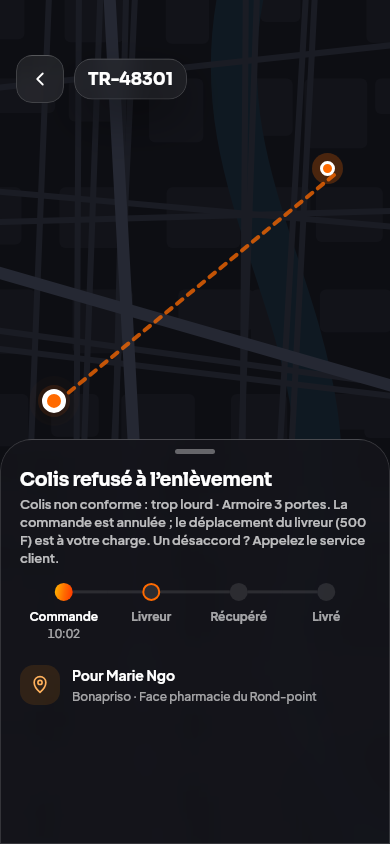 TR-48301
Colis refusé à l’enlèvement
Colis non conforme : trop lourd · Armoire 3 portes. La
commande est annulée ; le déplacement du livreur (500
F) est à votre charge. Un désaccord ? Appelez le service
client.
Commande
Livreur
Récupéré
Livré
10:02
Pour Marie Ngo
Bonapriso · Face pharmacie du Rond-point